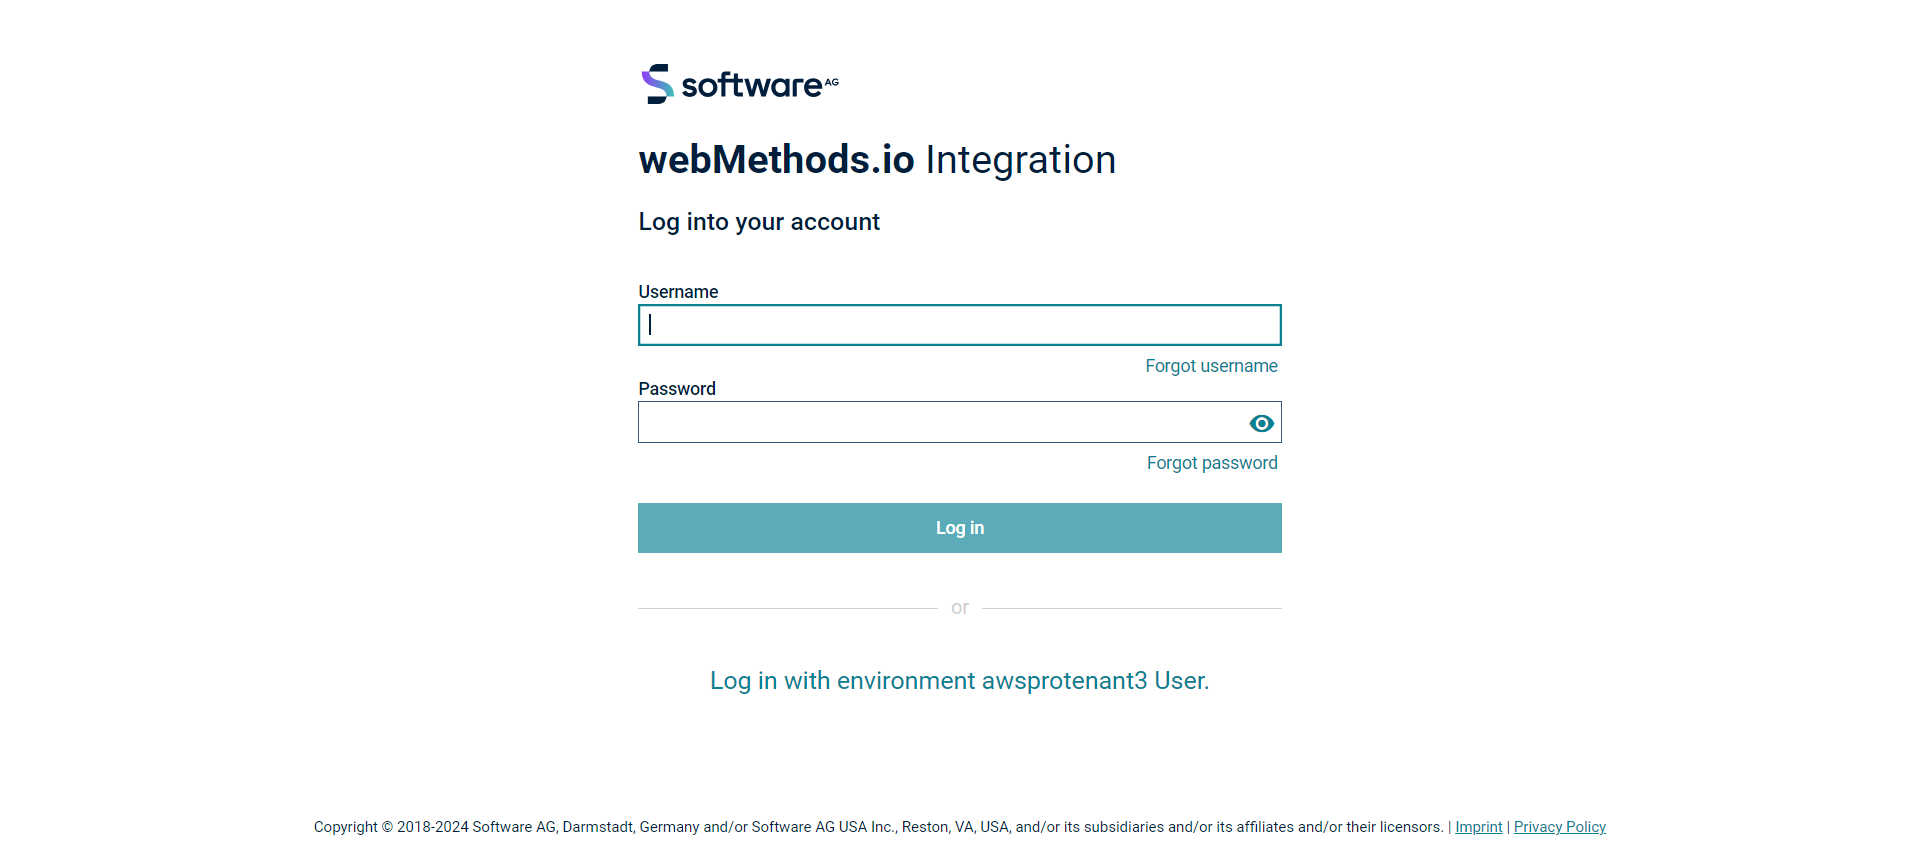 software AG
webMethods.io Integration
Log into your account
Username
Forgot username
Password
Forgot password
Log in
or
Log in with environment awsprotenant3 User.
Copyright © 2018-2024 Software AG, Darmstadt, Germany and/or Software AG USA Inc., Reston, VA, USA, and/or its subsidiaries and/or its affiliates and/or their licensors. | Imprint | Privacy Policy